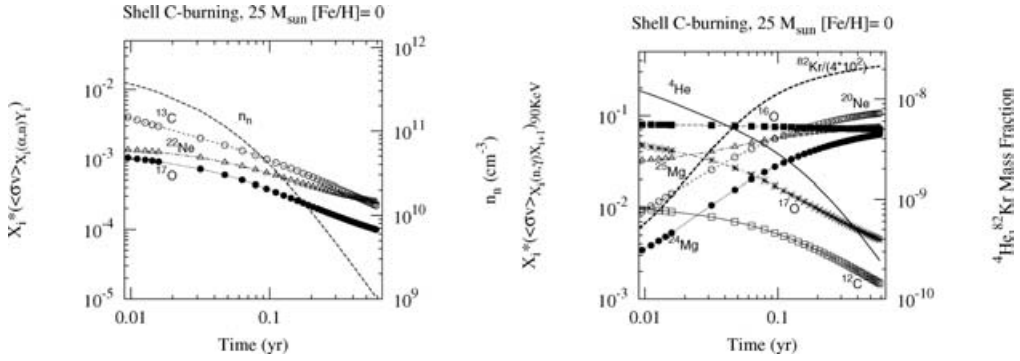 Shell C-burning, 25 M_sun [Fe/H]= 0
X_i*(<σv>_X_i(α,n)Y_i)
10^-2
10^-3
10^-4
10^-5
^13C
^22Ne
^17O
n_n
10^12
10^11
10^10
10^9
n_n (cm^-3)
0.01 0.1
Time (yr)
Shell C-burning, 25 M_sun [Fe/H]= 0
X_i*(<σv>_X_i(n,γ)X_i+1)_90KeV
10^-1
10^-2
10^-3
^4He
^82Kr/(4*10^2)
^16O
^20Ne
^25Mg
^17O
^24Mg
^12C
10^-8
10^-9
10^-10
^4He, ^82Kr Mass Fraction
0.01 0.1
Time (yr)